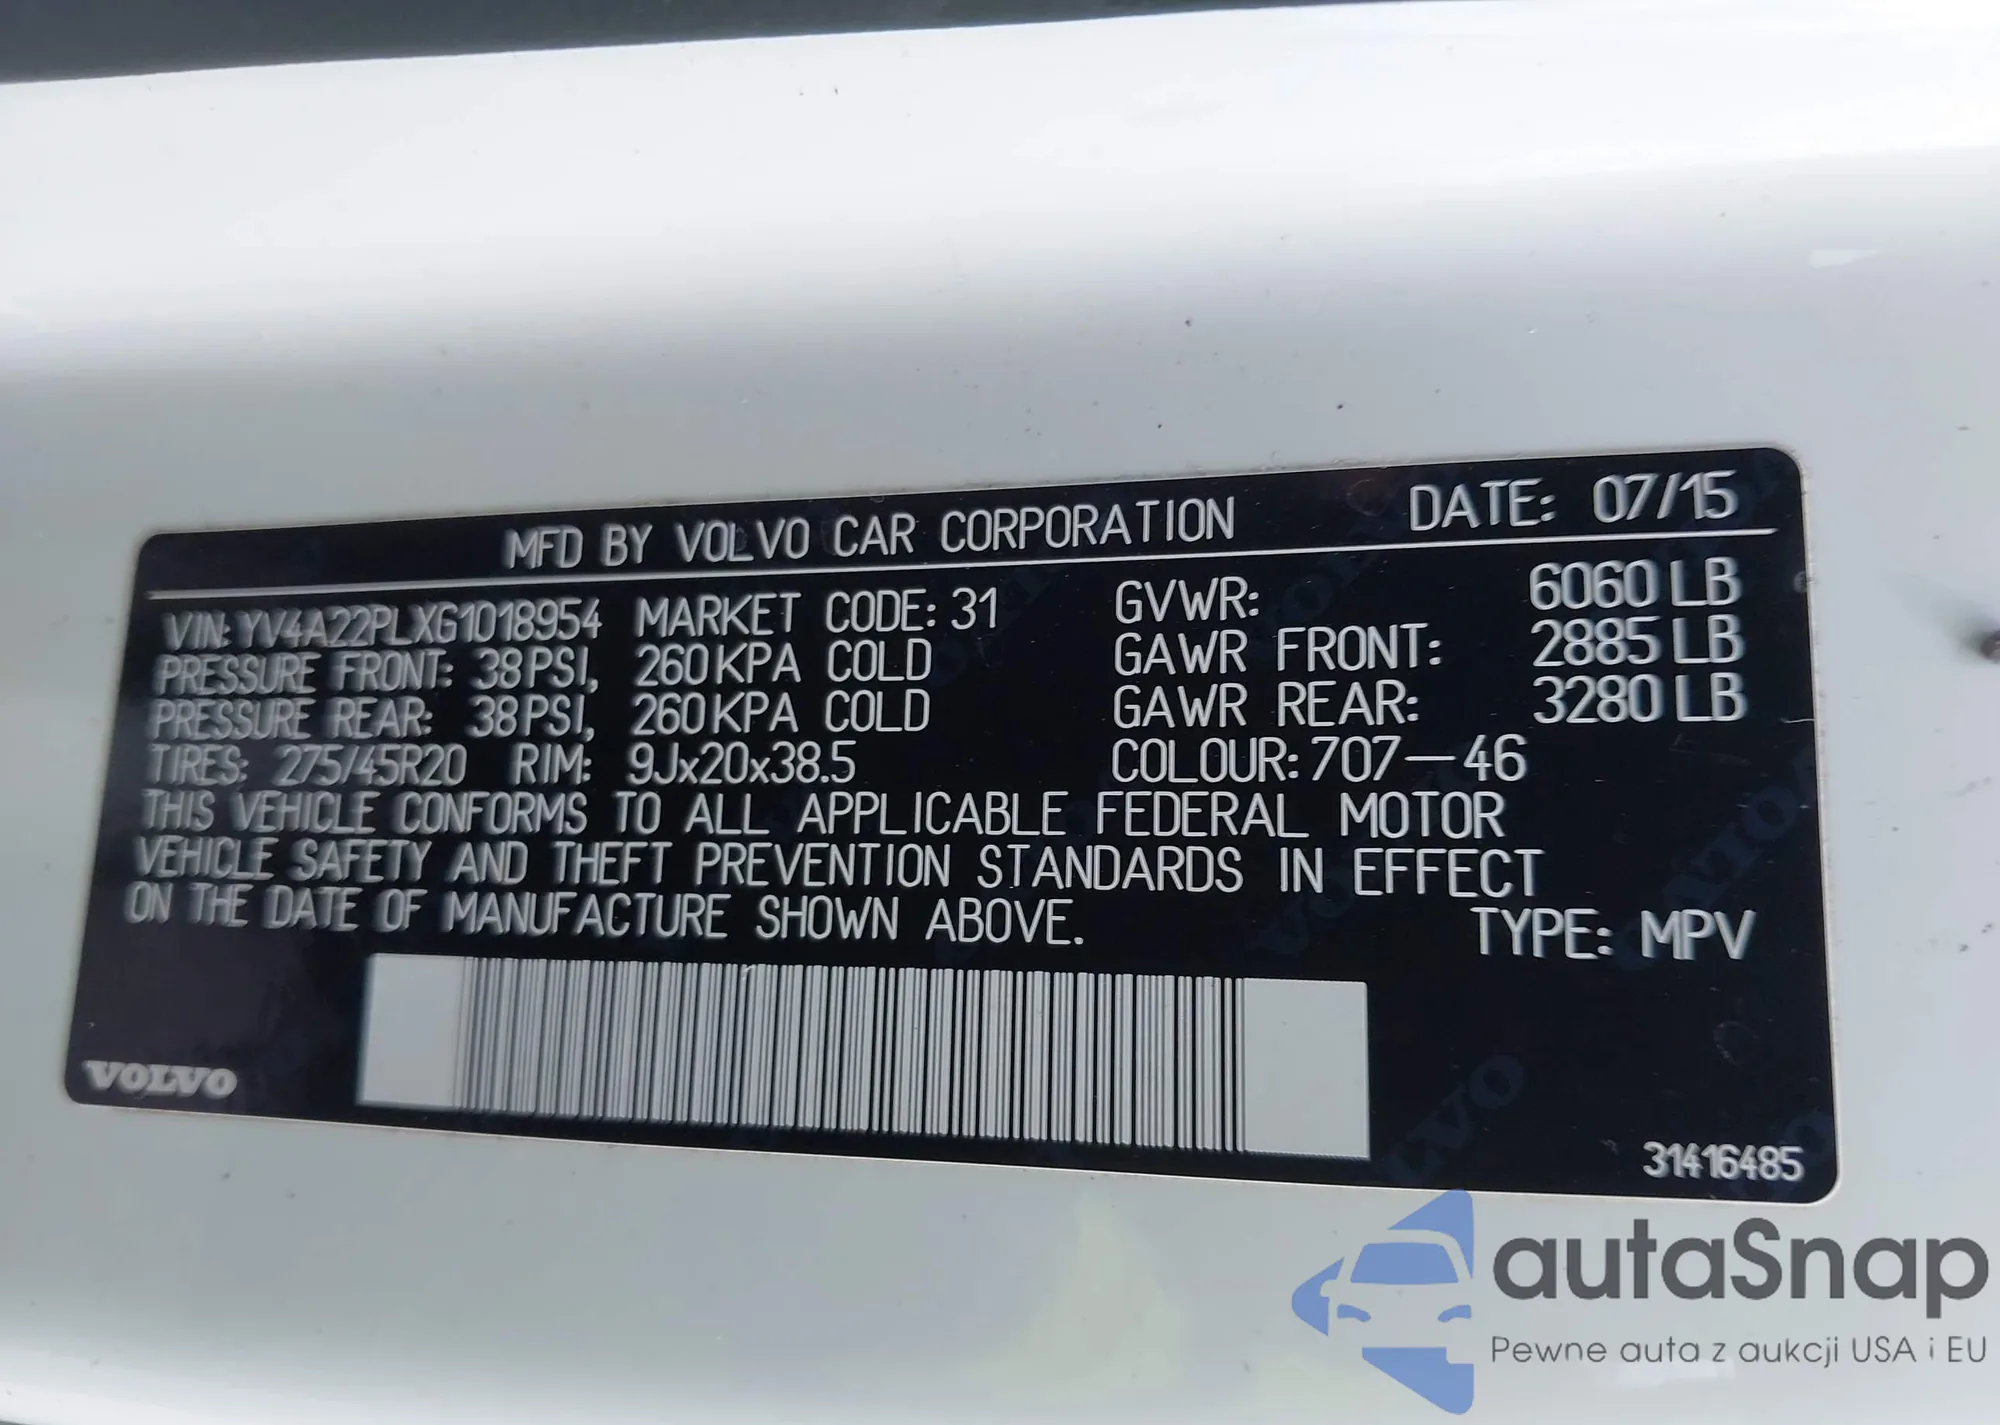 MFD BY VOLVO CAR CORPORATION DATE: 07/15
VIN: YV4A22PLXG1018954 MARKET CODE: 31 GVWR: 6060 LB
PRESSURE FRONT: 38 PSI, 260 KPA COLD GAWR FRONT: 2885 LB
PRESSURE REAR: 38 PSI, 260 KPA COLD GAWR REAR: 3280 LB
TIRES: 275/45R20 RIM: 9Jx20x38.5 COLOUR: 707-46
THIS VEHICLE CONFORMS TO ALL APPLICABLE FEDERAL MOTOR
VEHICLE SAFETY AND THEFT PREVENTION STANDARDS IN EFFECT
ON THE DATE OF MANUFACTURE SHOWN ABOVE. TYPE: MPV
VOLVO
31416485
autaSnap
Pewne auta z aukcji USA i EU